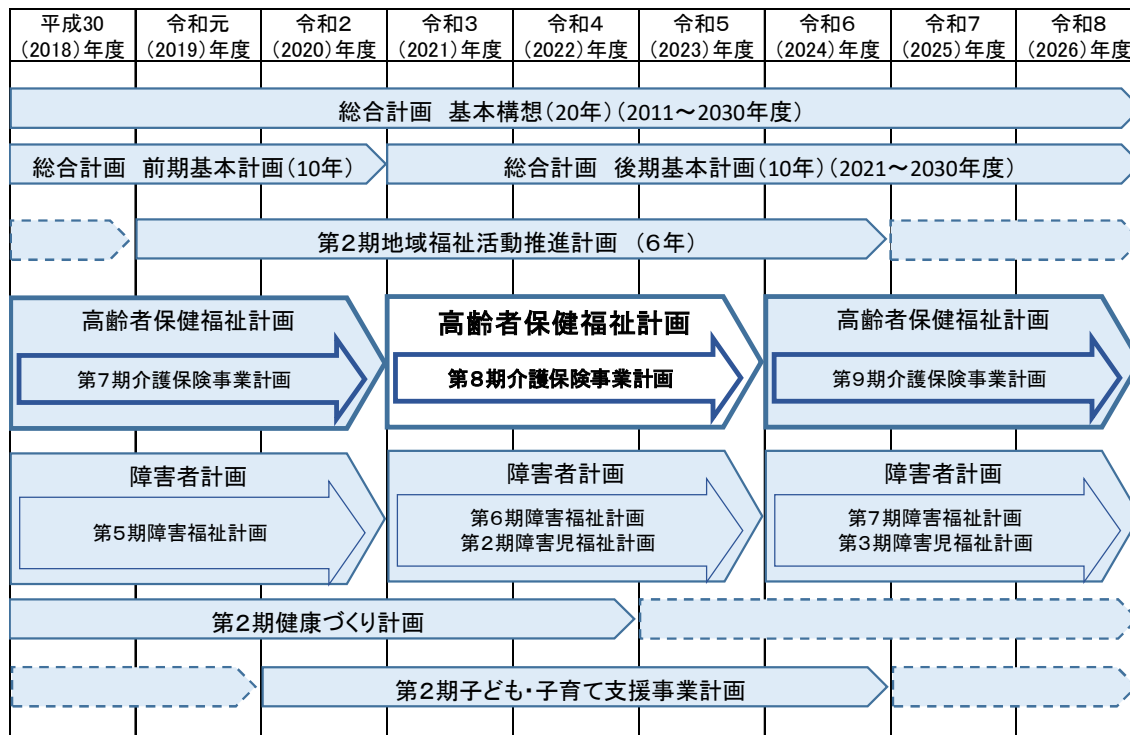 平成30 令和元 令和2 令和3 令和4 令和5 令和6 令和7 令和8
(2018)年度 (2019)年度 (2020)年度 (2021)年度 (2022)年度 (2023)年度 (2024)年度 (2025)年度 (2026)年度
総合計画 基本構想(20年)(2011～2030年度)
総合計画 前期基本計画(10年) 総合計画 後期基本計画(10年)(2021～2030年度)
第2期地域福祉活動推進計画 (6年)
高齢者保健福祉計画 高齢者保健福祉計画 高齢者保健福祉計画
第7期介護保険事業計画 第8期介護保険事業計画 第9期介護保険事業計画
障害者計画 障害者計画 障害者計画
第5期障害福祉計画 第6期障害福祉計画 第7期障害福祉計画
第2期障害児福祉計画 第3期障害児福祉計画
第2期健康づくり計画
第2期子ども・子育て支援事業計画